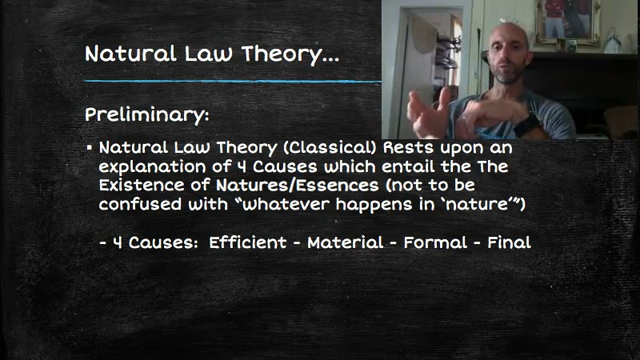 Natural Law Theory...
Preliminary:
▪ Natural Law Theory (Classical) Rests upon an
explanation of 4 Causes which entail the The
Existence of Natures/Essences (not to be
confused with “whatever happens in ‘nature’”)
- 4 Causes: Efficient - Material - Formal - Final